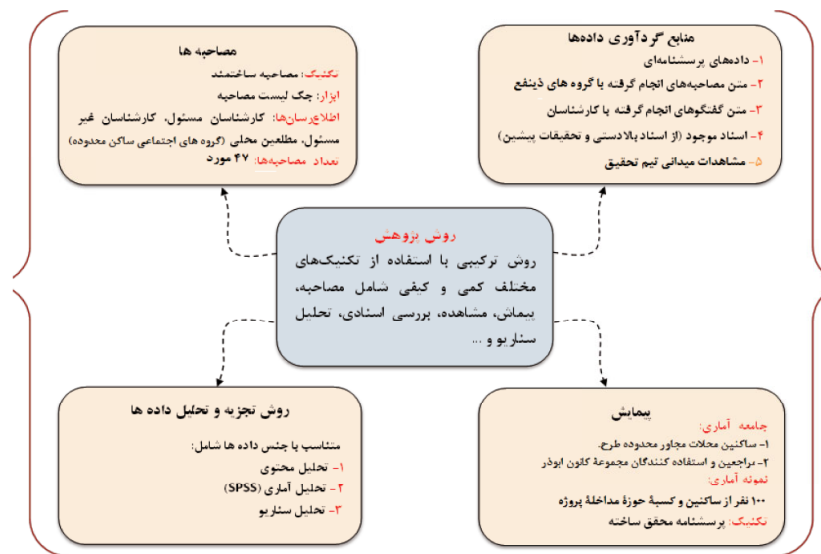 منابع گردآوری داده‌ها
۱- داده‌های پرسشنامه‌ای
۲- متن مصاحبه‌های انجام گرفته با گروه های ذینفع
۳- متن گفتگوهای انجام گرفته با کارشناسان
۴- اسناد موجود (از اسناد بالادستی و تحقیقات پیشین)
۵- مشاهدات میدانی تیم تحقیق
مصاحبه ها
تکنیک: مصاحبه ساختمند
ابزار: چک لیست مصاحبه
اطلاع‌رسان‌ها: کارشناسان مسئول، کارشناسان غیر
مسئول، مطلعین محلی (گروه های اجتماعی ساکن محدوده)
تعداد مصاحبه‌ها: ۴۷ مورد
روش پژوهش
روش ترکیبی با استفاده از تکنیک‌های
مختلف کمی و کیفی شامل مصاحبه،
پیماش، مشاهده، بررسی اسنادی، تحلیل
سناریو و ...
پیمایش
جامعه آماری:
۱- ساکنین محلات مجاور محدوده طرح.
۲- مراجعین و استفاده کنندگان مجموعۀ کانون ابوذر
نمونه آماری:
۱۰۰ نفر از ساکنین و کسبۀ حوزۀ مداخلۀ پروژه
تکنیک: پرسشنامه محقق ساخته
روش تجزیه و تحلیل داده ها
متناسب با جنس داده ها شامل:
۱- تحلیل محتوی
۲- تحلیل آماری (SPSS)
۳- تحلیل سناریو